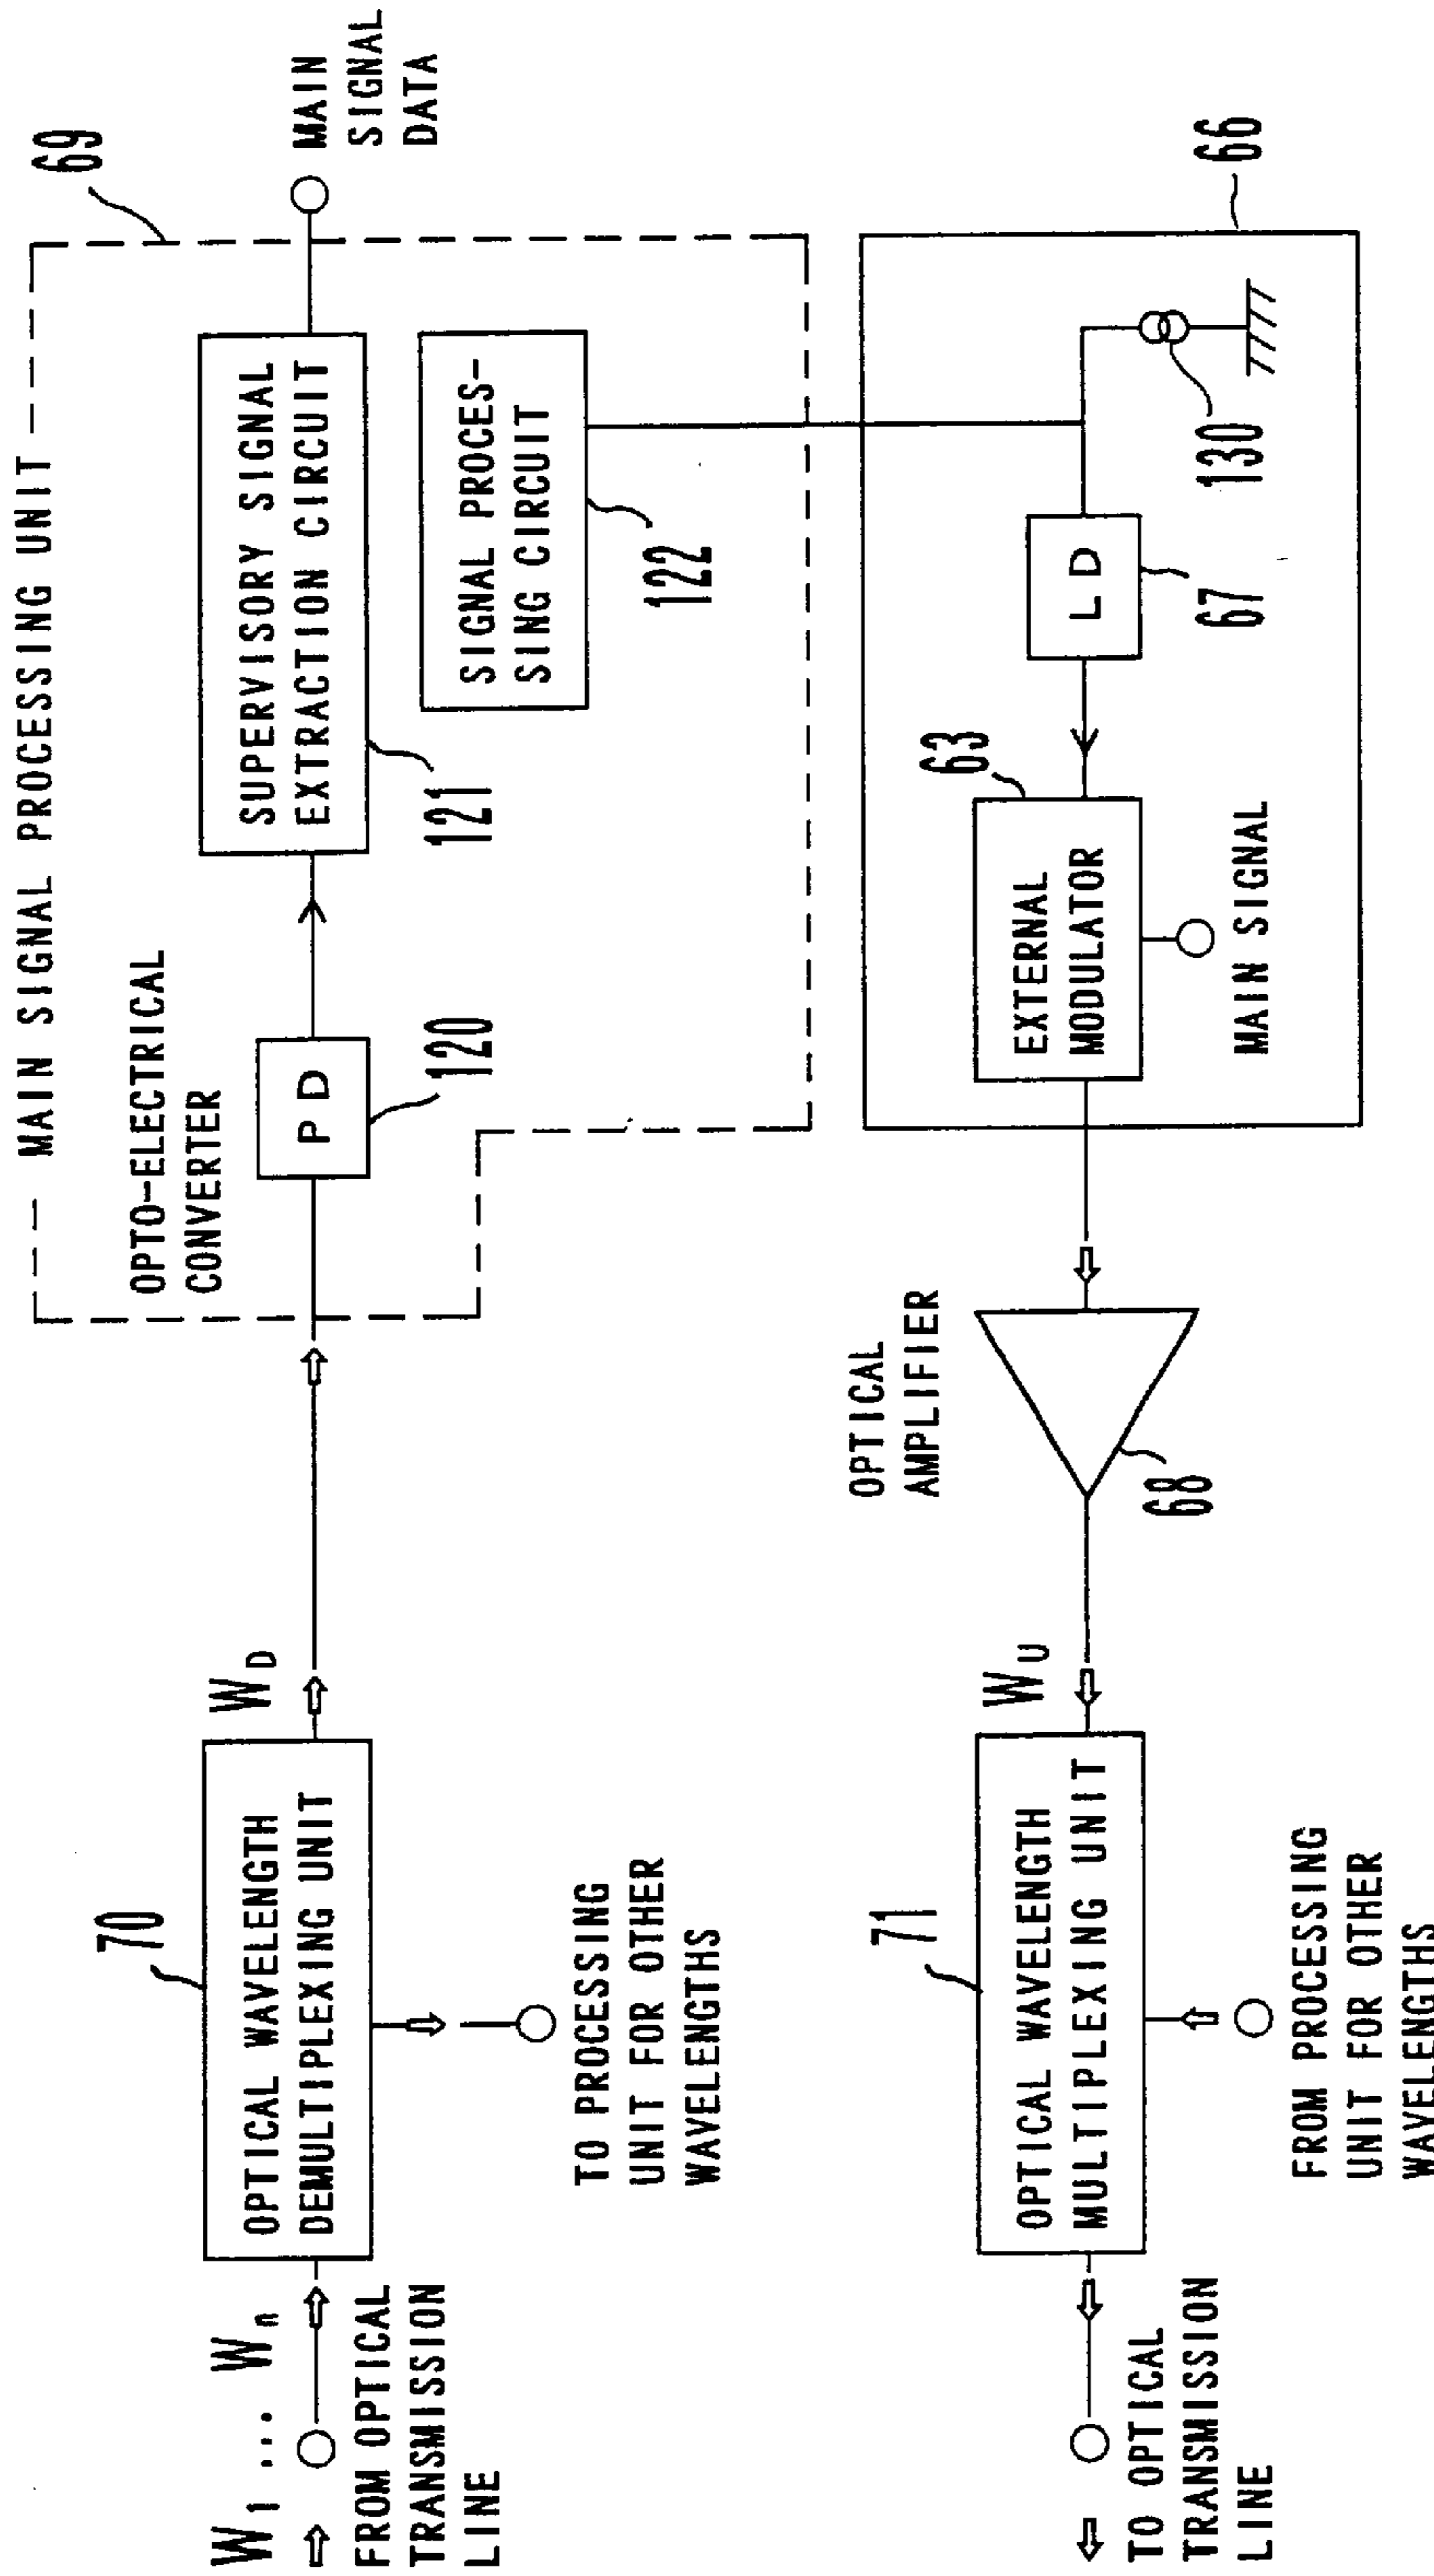 MAIN SIGNAL PROCESSING UNIT
69
OPTO-ELECTRICAL
CONVERTER
P D
120
SUPERVISORY SIGNAL
EXTRACTION CIRCUIT
121
MAIN
SIGNAL
DATA
SIGNAL PROCES-
SING CIRCUIT
122
W1 ... Wn
FROM OPTICAL
TRANSMISSION
LINE
70
OPTICAL WAVELENGTH
DEMULTIPLEXING UNIT
WD
TO PROCESSING
UNIT FOR OTHER
WAVELENGTHS
66
130
L D
67
63
EXTERNAL
MODULATOR
MAIN SIGNAL
OPTICAL
AMPLIFIER
68
WU
71
OPTICAL WAVELENGTH
MULTIPLEXING UNIT
TO OPTICAL
TRANSMISSION
LINE
FROM PROCESSING
UNIT FOR OTHER
WAVELENGTHS